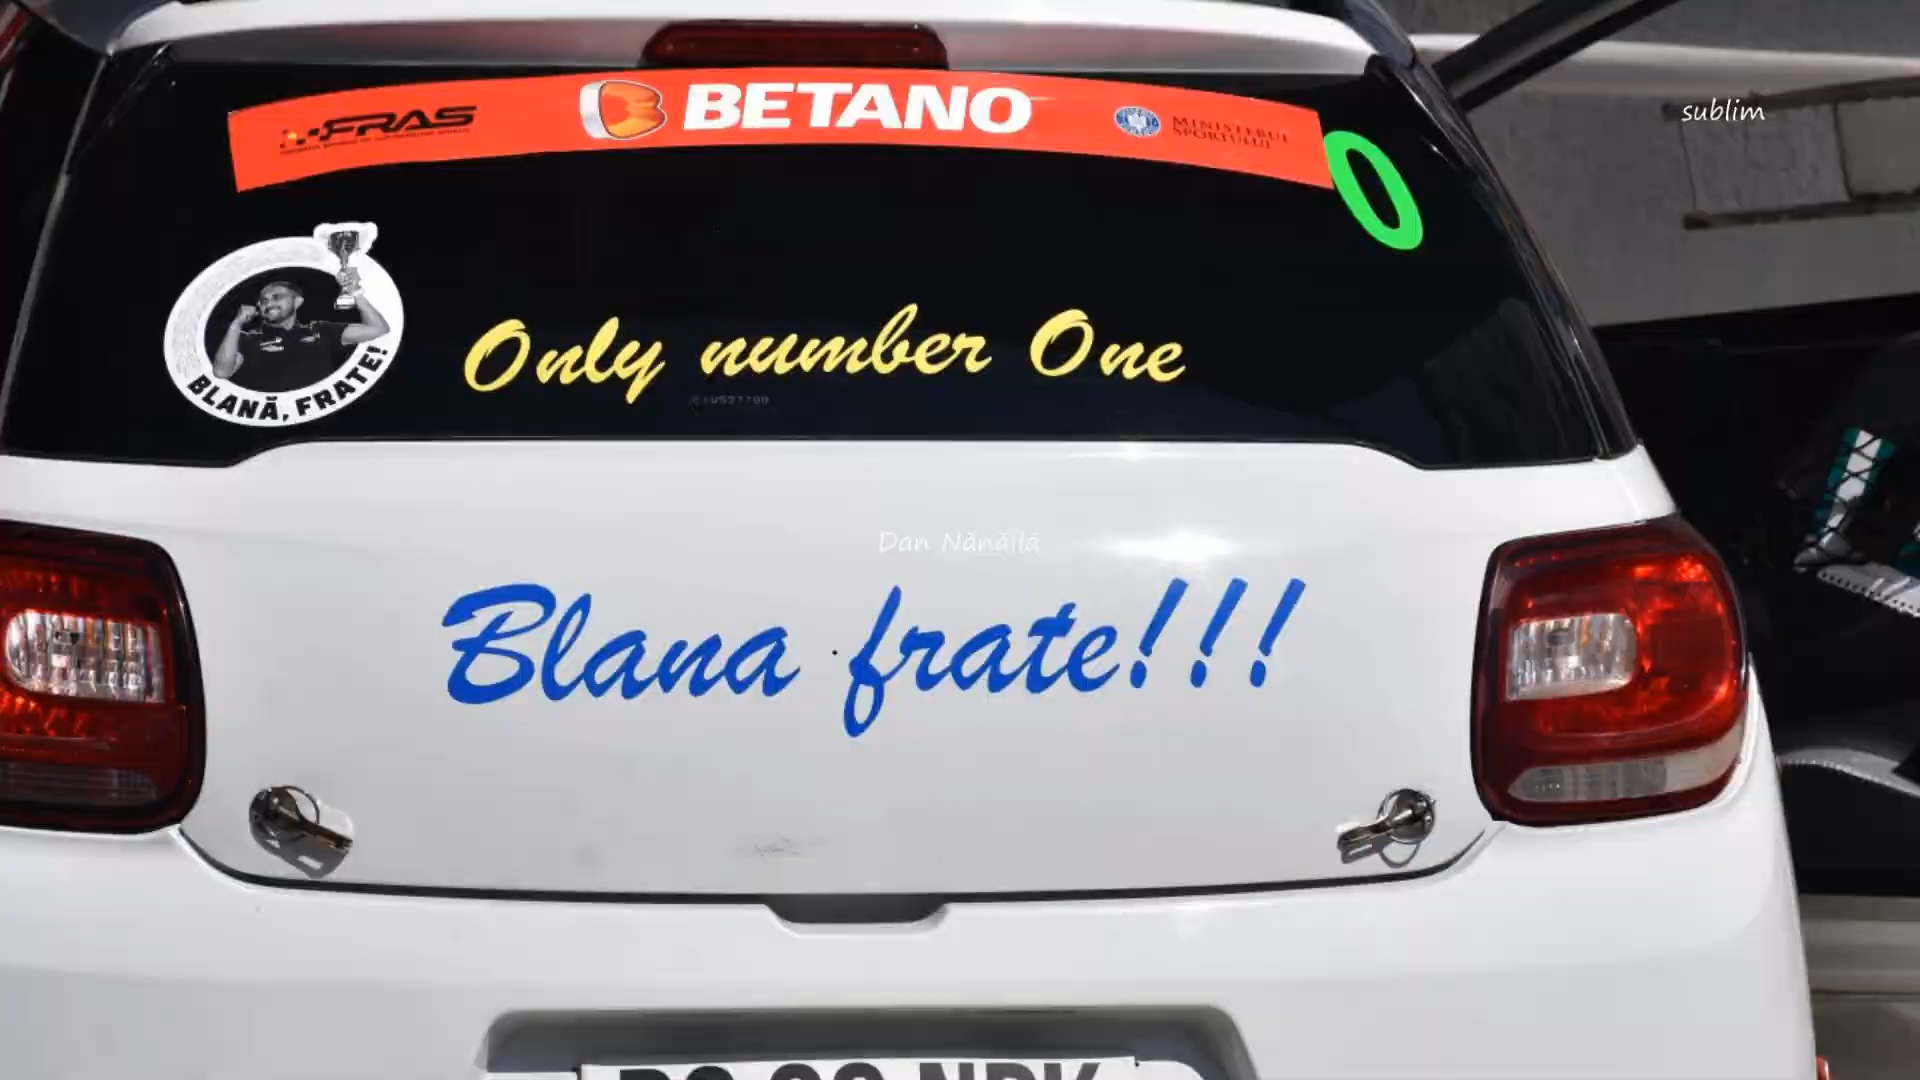 FRAS
BETANO
MINISTERUL
SPORTULUI
sublim
0
BLANĂ, FRATE!
Only number One
Dan Nănăilă
Blana frate!!!